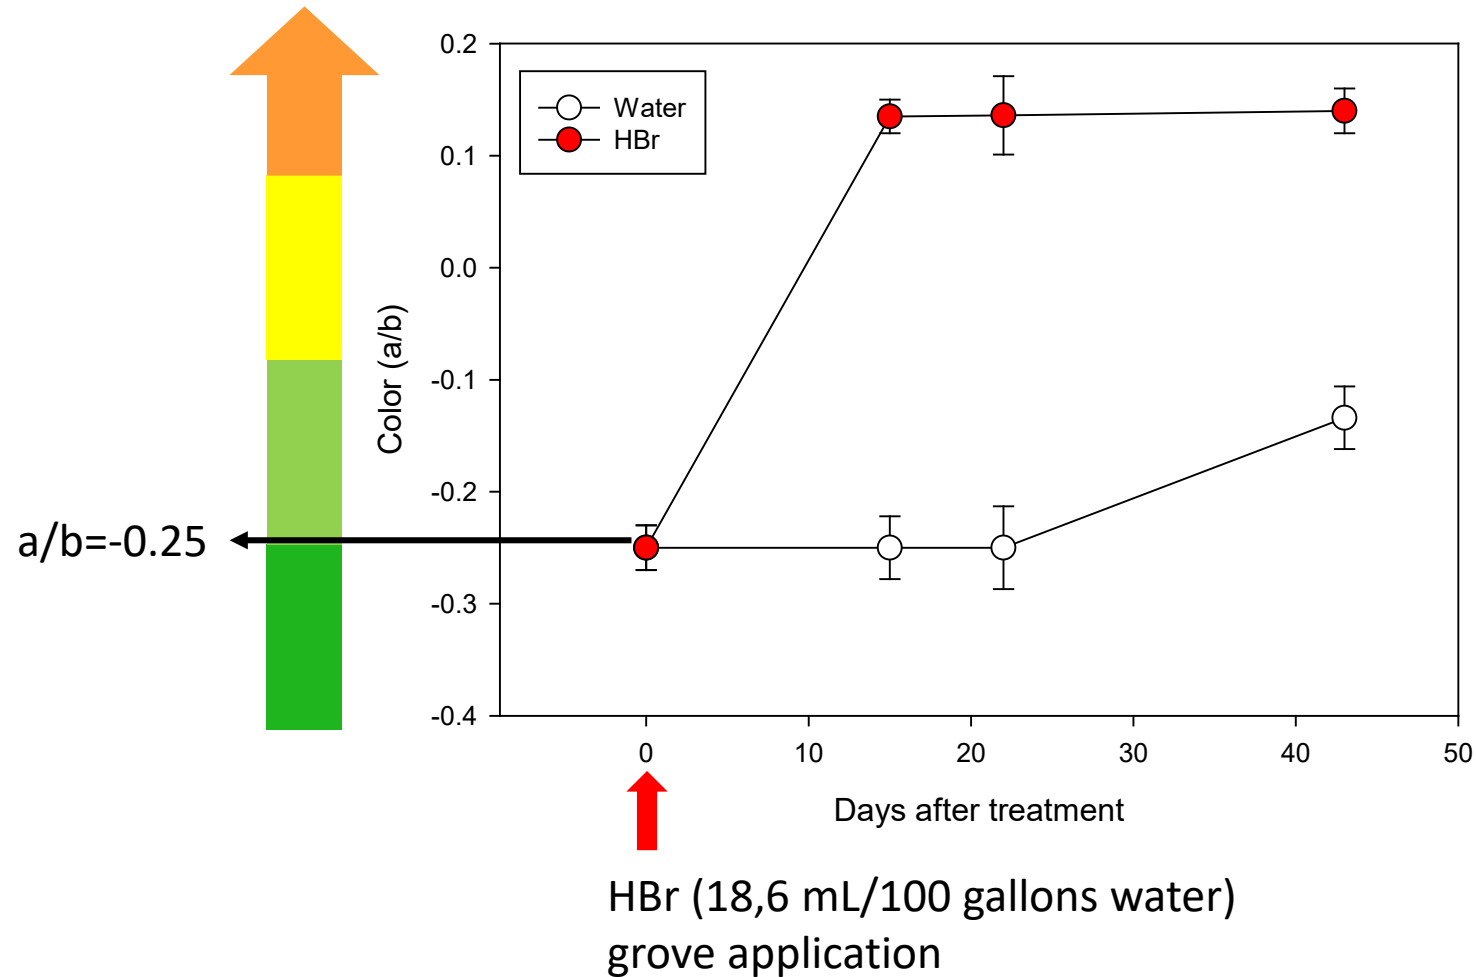 0.2
0.1
0.0
-0.1
-0.2
-0.3
-0.4
Color (a/b)
Water
HBr
a/b=-0.25
0 10 20 30 40 50
Days after treatment
HBr (18,6 mL/100 gallons water)
grove application